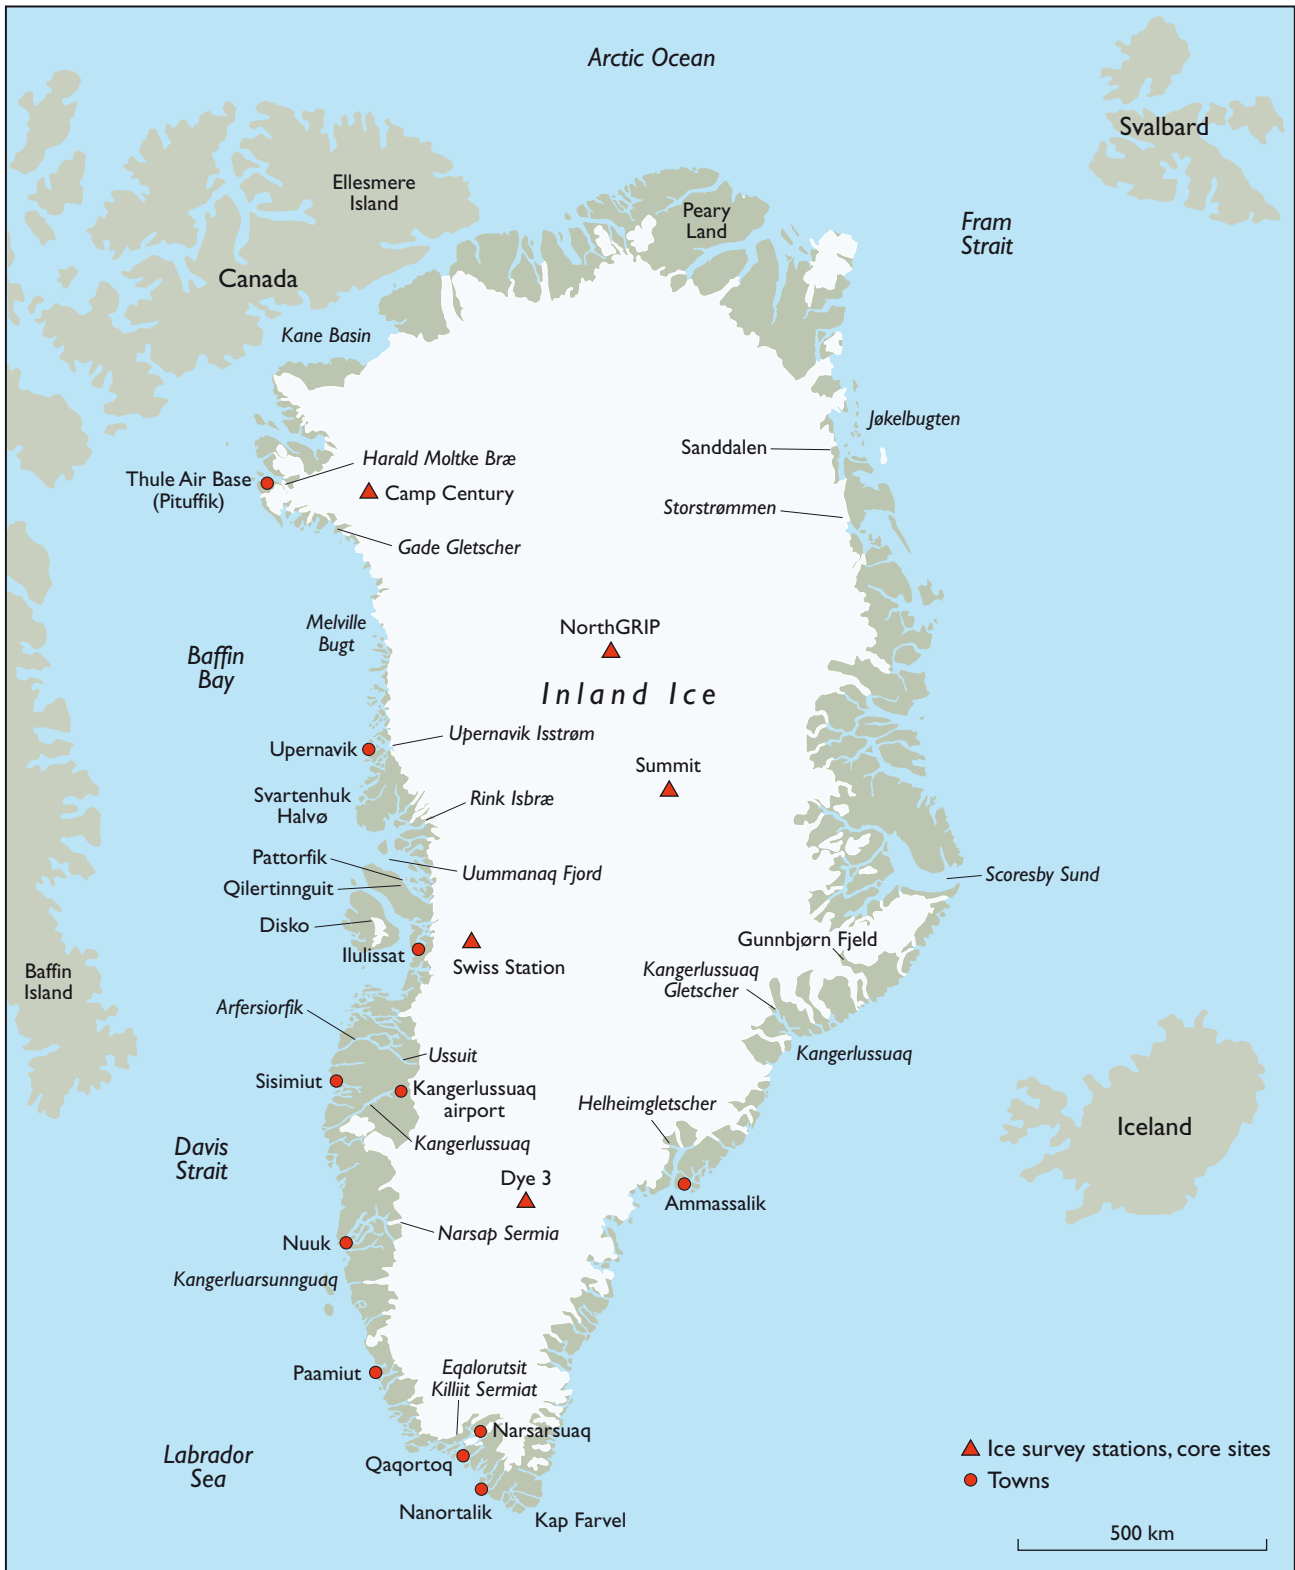 Arctic Ocean
Svalbard
Ellesmere
Island
Peary
Land
Fram
Strait
Canada
Kane Basin
Jøkelbugten
Sanddalen
Harald Moltke Bræ
Thule Air Base
(Pituffik)
Camp Century
Storstrømmen
Gade Gletscher
Melville
Bugt
NorthGRIP
Baffin
Bay
Inland Ice
Upernavik Isstrøm
Upernavik
Summit
Svartenhuk
Halvø
Rink Isbræ
Pattorfik
Uummanaq Fjord
Scoresby Sund
Qilertinnguit
Disko
Gunnbjørn Fjeld
Ilulissat
Swiss Station
Kangerlussuaq
Gletscher
Baffin
Island
Arfersiorfik
Ussuit
Kangerlussuaq
Sisimiut
Kangerlussuaq
airport
Helheimgletscher
Iceland
Kangerlussuaq
Davis
Strait
Dye 3
Ammassalik
Narsap Sermia
Nuuk
Kangerluarsunnguaq
Paamiut
Eqalorutsit
Killiit Sermiat
Narsarsuaq
Labrador
Sea
Qaqortoq
Ice survey stations, core sites
Towns
Nanortalik
Kap Farvel
500 km